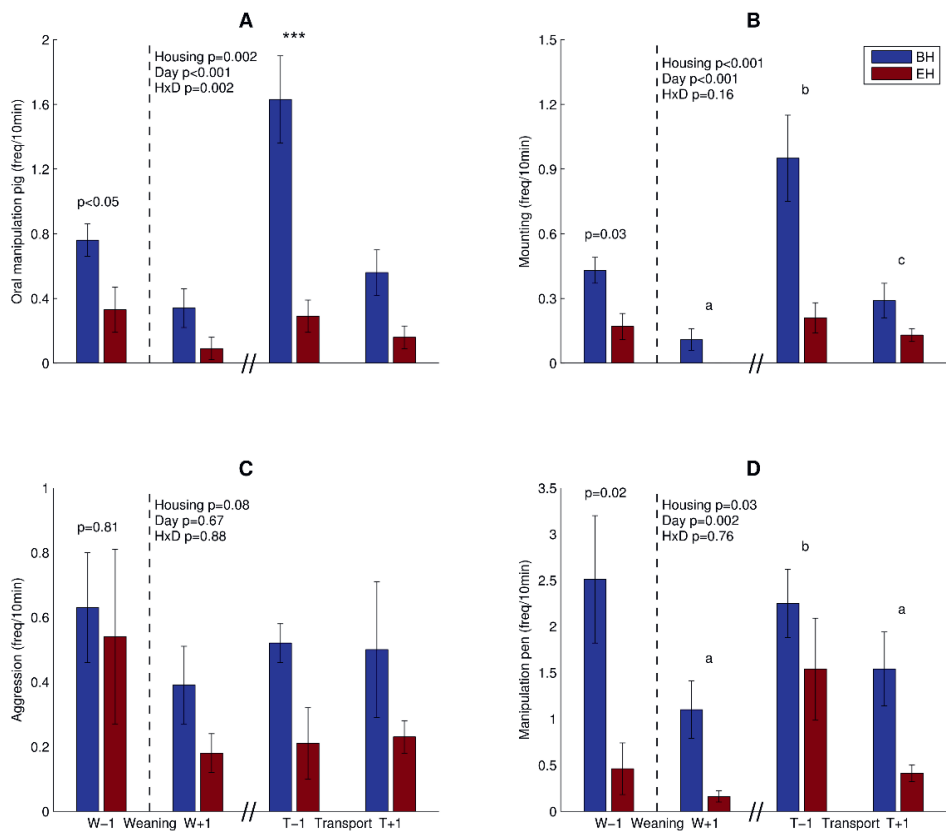 A
Oral manipulation pig (freq/10min)
2
1.6
1.2
0.8
0.4
0
p<0.05
Housing p=0.002
Day p<0.001
HxD p=0.002
***
B
Mounting (freq/10min)
1.5
1.2
0.9
0.6
0.3
0
p=0.03
Housing p<0.001
Day p<0.001
HxD p=0.16
a
b
c
BH
EH
C
Aggression (freq/10min)
1
0.8
0.6
0.4
0.2
0
p=0.81
Housing p=0.08
Day p=0.67
HxD p=0.88
W−1 Weaning W+1 T−1 Transport T+1
D
Manipulation pen (freq/10min)
3.5
3
2.5
2
1.5
1
0.5
0
p=0.02
Housing p=0.03
Day p=0.002
HxD p=0.76
a
b
a
W−1 Weaning W+1 T−1 Transport T+1